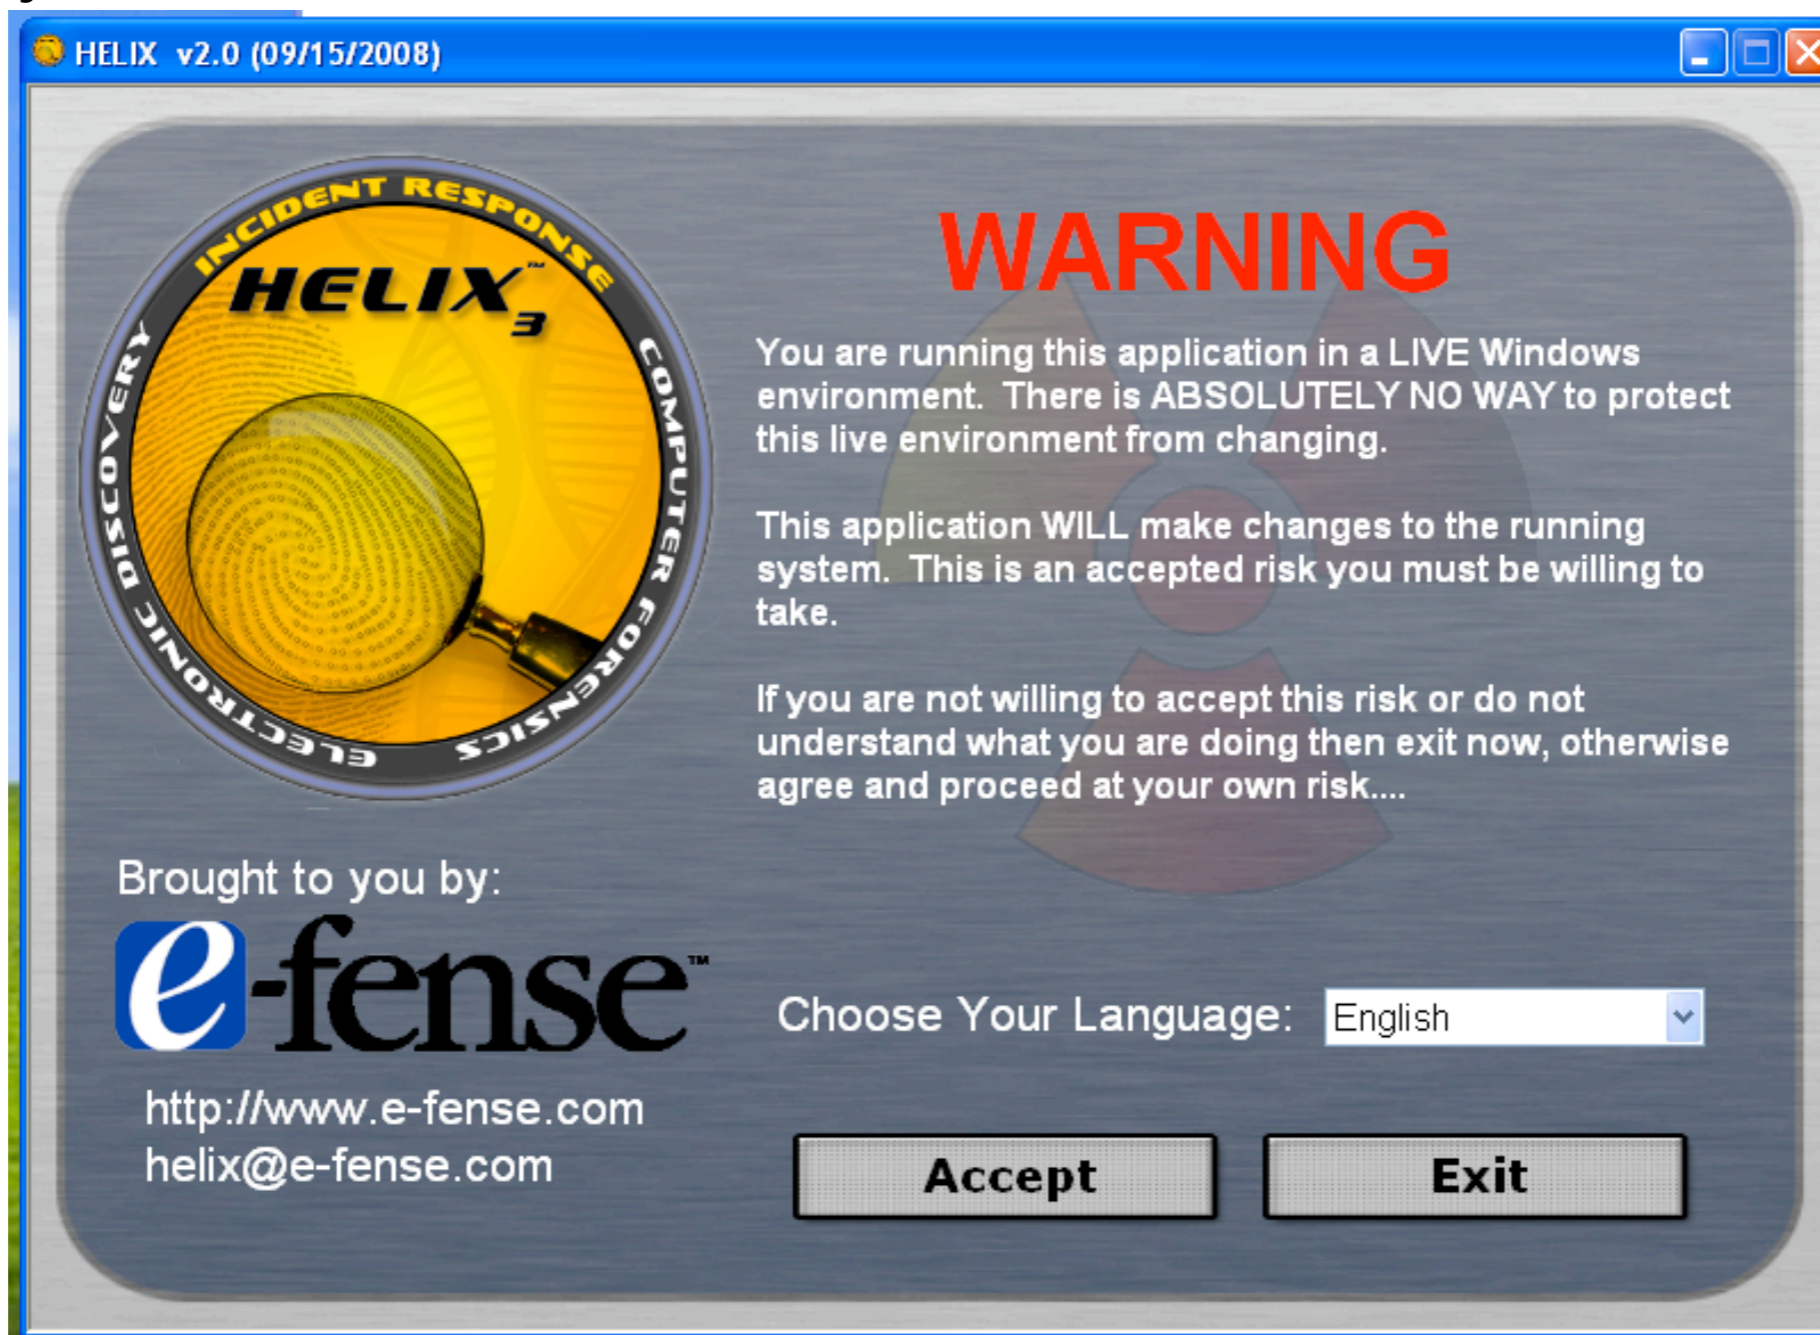 HELIX v2.0 (09/15/2008)
INCIDENT RESPONSE
COMPUTER FORENSICS
ELECTRONIC DISCOVERY
HELIX™
3
WARNING
You are running this application in a LIVE Windows
environment.  There is ABSOLUTELY NO WAY to protect
this live environment from changing.
This application WILL make changes to the running
system.  This is an accepted risk you must be willing to
take.
If you are not willing to accept this risk or do not
understand what you are doing then exit now, otherwise
agree and proceed at your own risk....
Brought to you by:
e-fense™
http://www.e-fense.com
helix@e-fense.com
Choose Your Language: English
Accept Exit